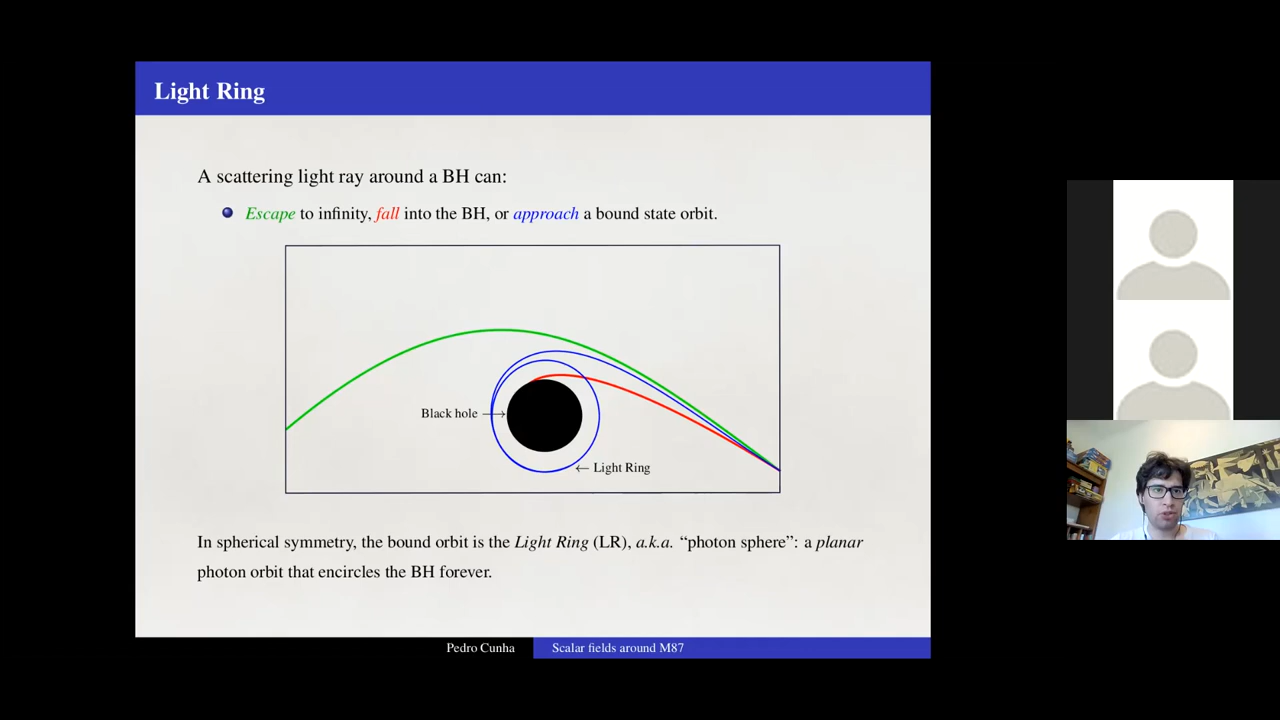 Light Ring
A scattering light ray around a BH can:
Escape to infinity, fall into the BH, or approach a bound state orbit.
Black hole →
← Light Ring
In spherical symmetry, the bound orbit is the Light Ring (LR), a.k.a. “photon sphere”: a planar
photon orbit that encircles the BH forever.
Pedro Cunha
Scalar fields around M87